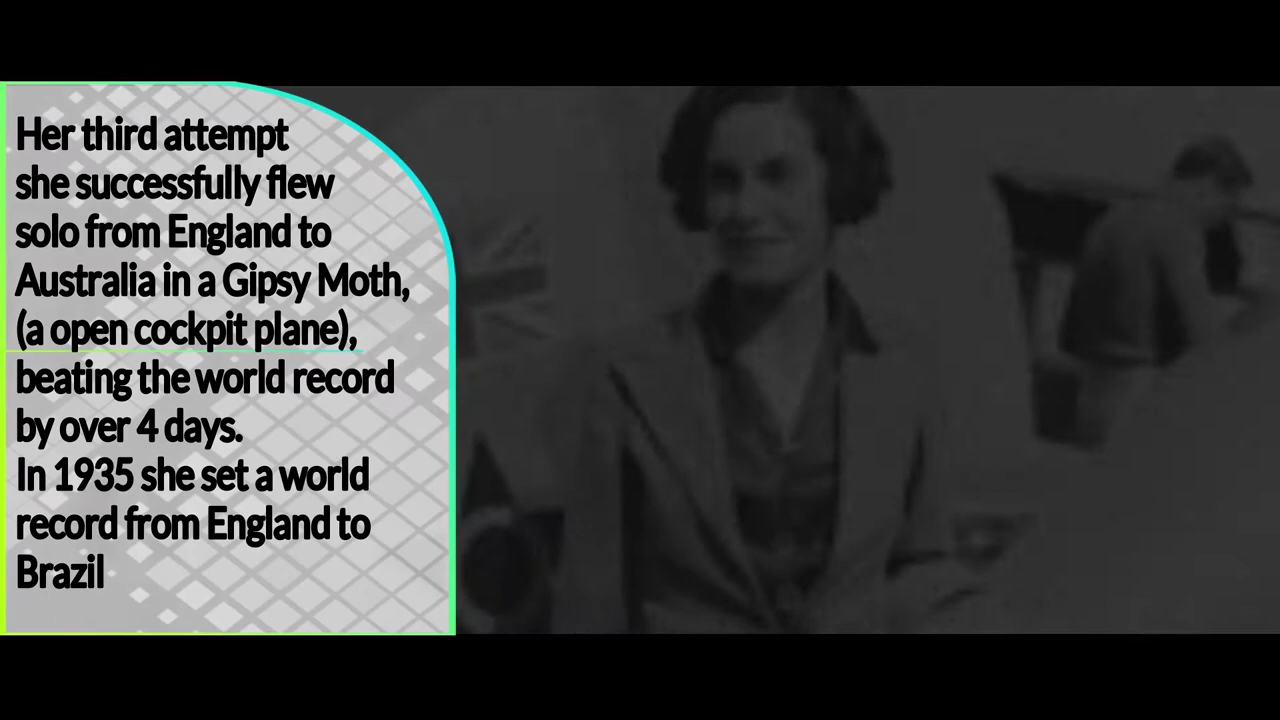 Her third attempt
she successfully flew
solo from England to
Australia in a Gipsy Moth,
(a open cockpit plane),
beating the world record
by over 4 days.
In 1935 she set a world
record from England to
Brazil